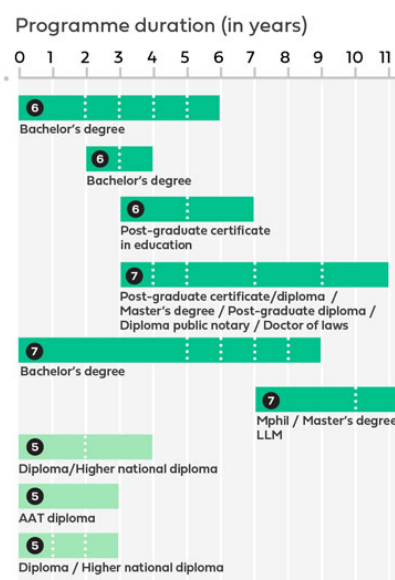 Programme duration (in years)
0 1 2 3 4 5 6 7 8 9 10 11
6
Bachelor's degree
6
Bachelor's degree
6
Post-graduate certificate
in education
7
Post-graduate certificate/diploma /
Master's degree / Post-graduate diploma /
Diploma public notary / Doctor of laws
7
Bachelor's degree
7
Mphil / Master's degree
LLM
5
Diploma/Higher national diploma
5
AAT diploma
5
Diploma / Higher national diploma